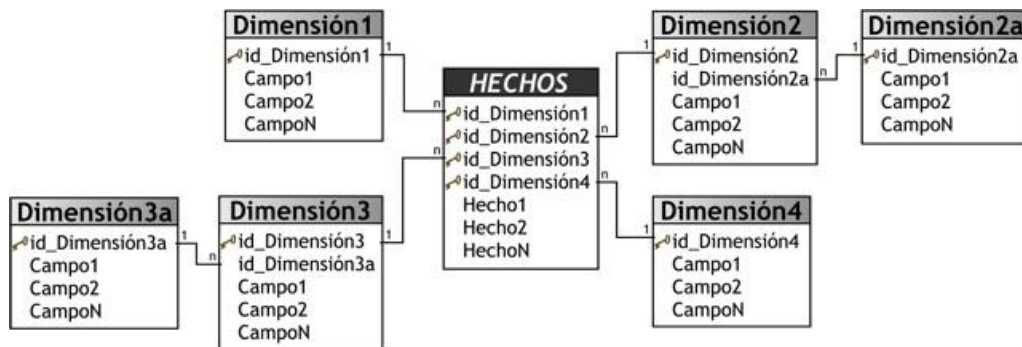 Dimensión1
id_Dimensión1
Campo1
Campo2
CampoN
1
n
HECHOS
id_Dimensión1
id_Dimensión2
id_Dimensión3
id_Dimensión4
Hecho1
Hecho2
HechoN
n
n
n
Dimensión2
id_Dimensión2
id_Dimensión2a
Campo1
Campo2
CampoN
1
n
Dimensión2a
id_Dimensión2a
Campo1
Campo2
CampoN
1
Dimensión3a
id_Dimensión3a
Campo1
Campo2
CampoN
1
n
Dimensión3
id_Dimensión3
id_Dimensión3a
Campo1
Campo2
CampoN
1
Dimensión4
id_Dimensión4
Campo1
Campo2
CampoN
1